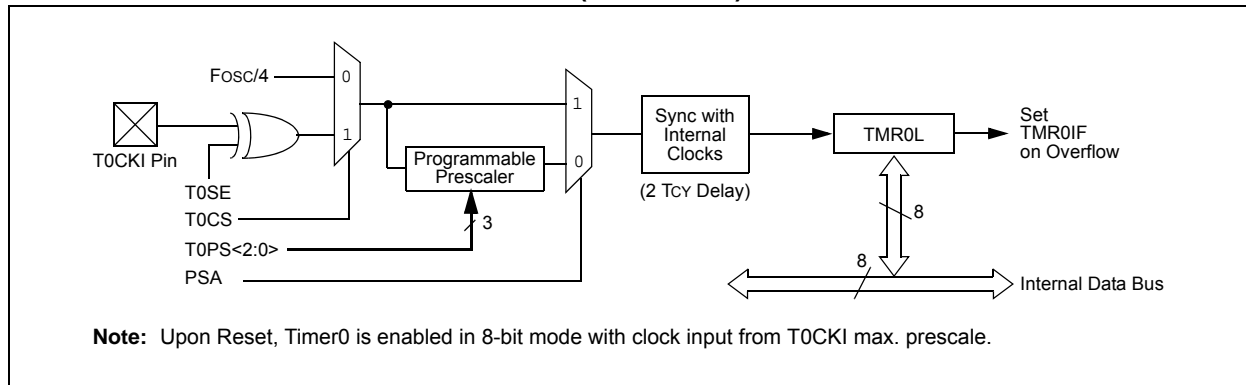 Fosc/4
0
1
T0CKI Pin
T0SE
T0CS
T0PS<2:0>
PSA
Programmable
Prescaler
3
1
0
Sync with
Internal
Clocks
(2 TCY Delay)
TMR0L
Set
TMR0IF
on Overflow
8
8
Internal Data Bus
Note: Upon Reset, Timer0 is enabled in 8-bit mode with clock input from T0CKI max. prescale.